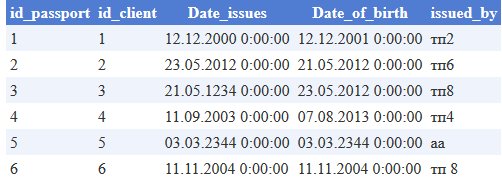 id_passport id_client Date_issues Date_of_birth issued_by
1 1 12.12.2000 0:00:00 12.12.2001 0:00:00 тп2
2 2 23.05.2012 0:00:00 21.05.2012 0:00:00 тп6
3 3 21.05.1234 0:00:00 23.05.2012 0:00:00 тп8
4 4 11.09.2003 0:00:00 07.08.2013 0:00:00 тп4
5 5 03.03.2344 0:00:00 03.03.2344 0:00:00 аа
6 6 11.11.2004 0:00:00 11.11.2004 0:00:00 тп 8